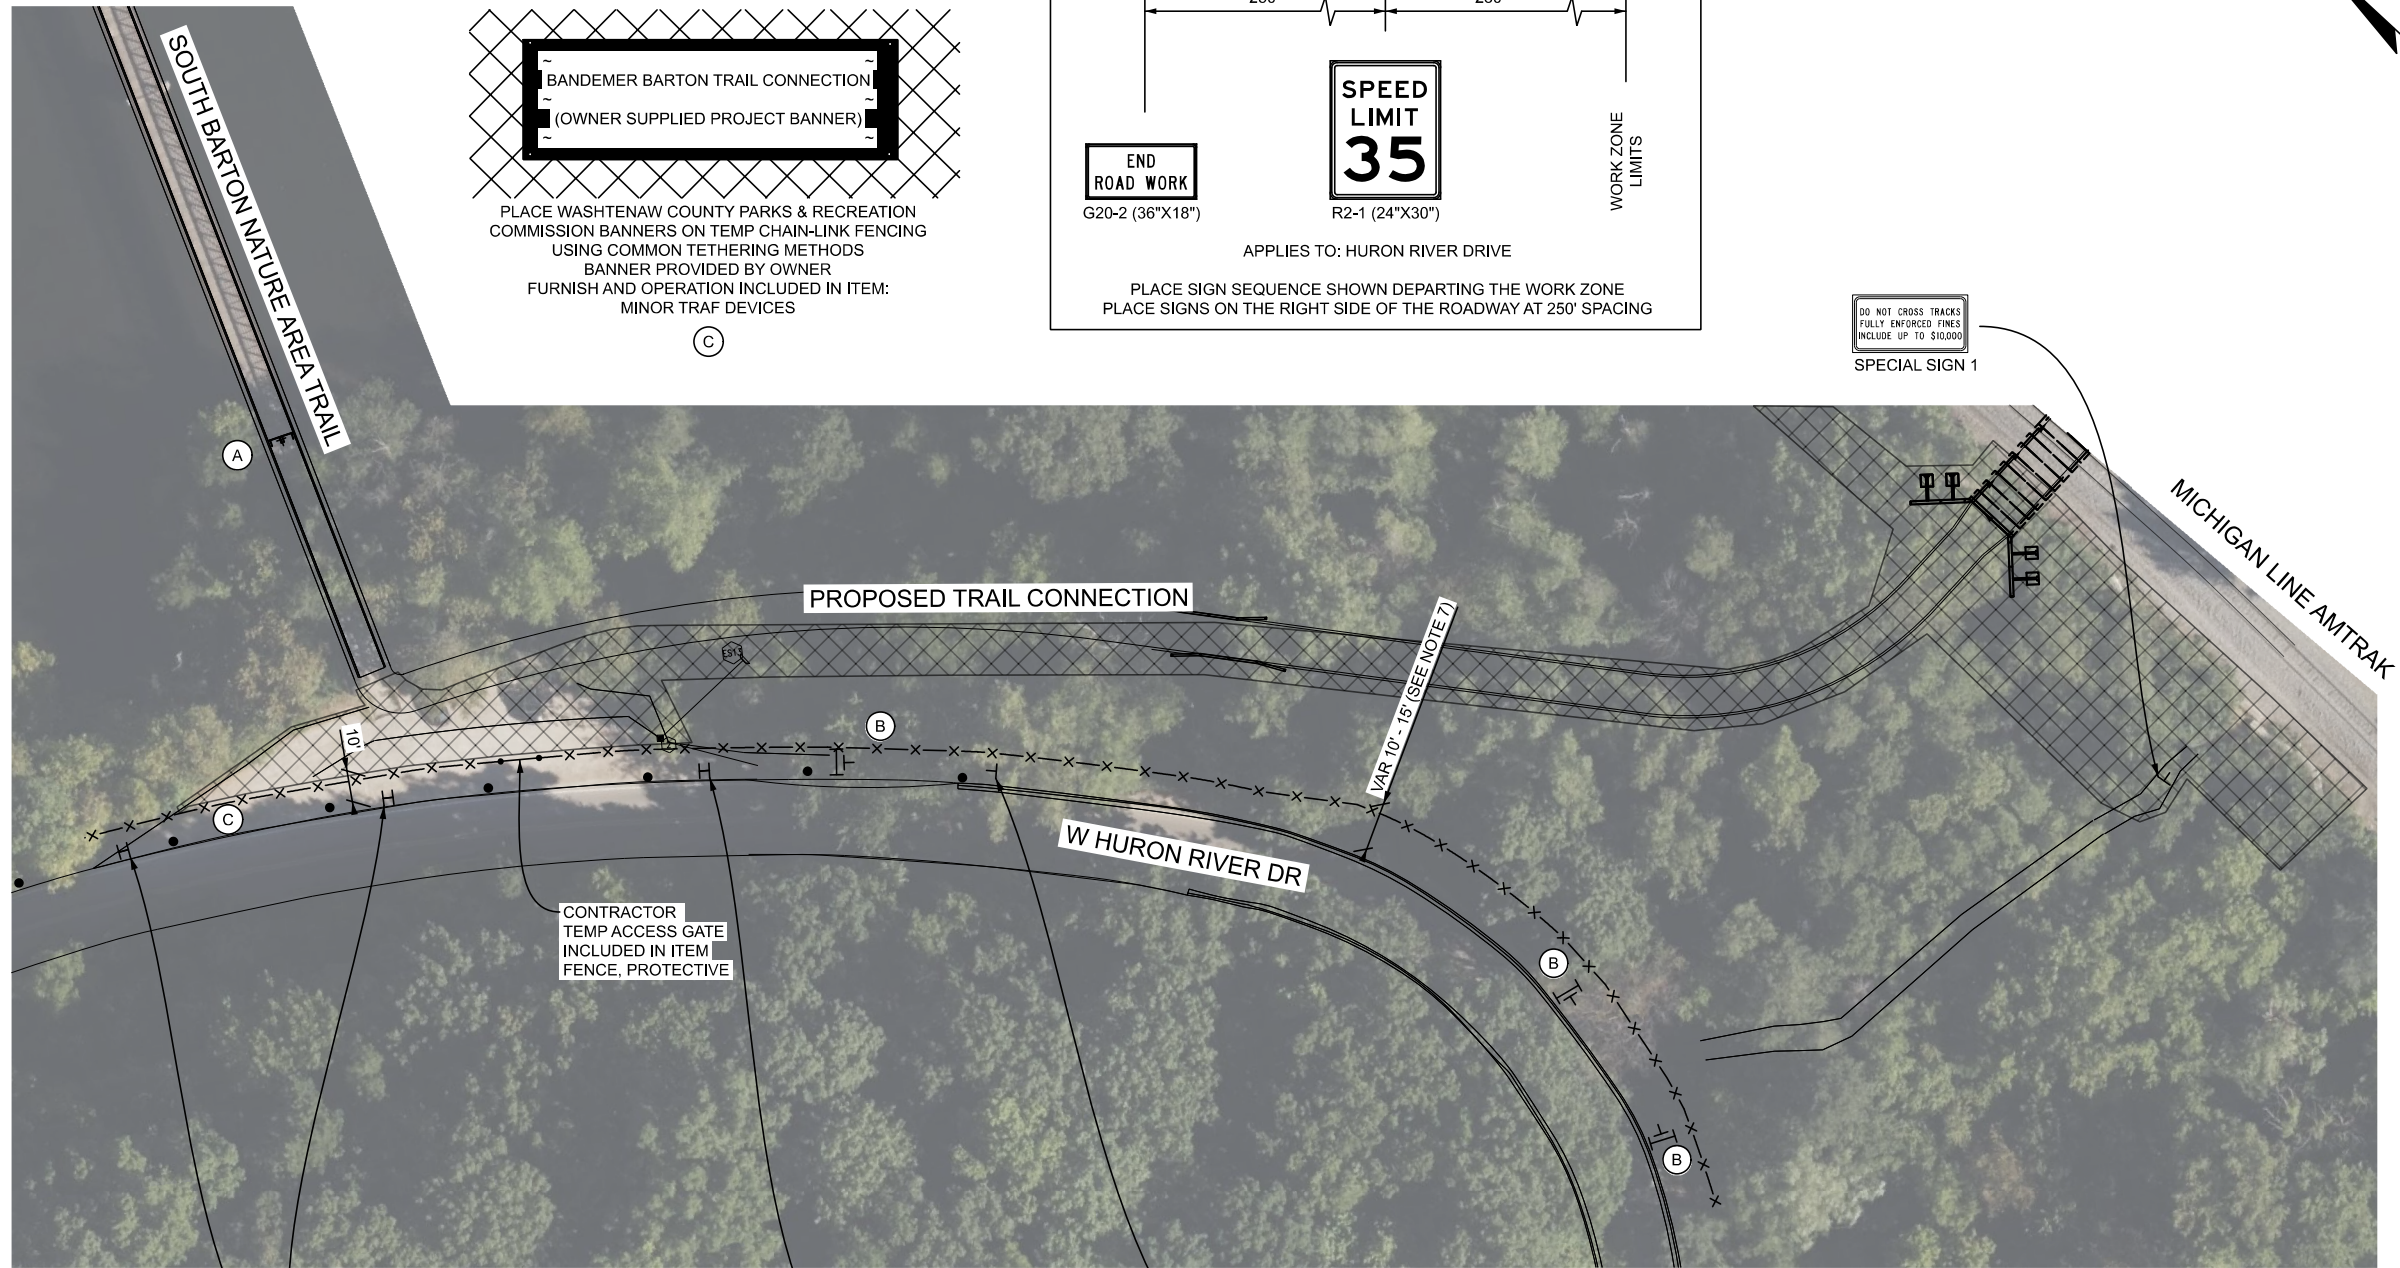 SOUTH BARTON NATURE AREA TRAIL
~ ~
BANDEMER BARTON TRAIL CONNECTION
~ ~
(OWNER SUPPLIED PROJECT BANNER)
~ ~
PLACE WASHTENAW COUNTY PARKS & RECREATION
COMMISSION BANNERS ON TEMP CHAIN-LINK FENCING
USING COMMON TETHERING METHODS
BANNER PROVIDED BY OWNER
FURNISH AND OPERATION INCLUDED IN ITEM:
MINOR TRAF DEVICES
C
END
ROAD WORK
G20-2 (36"X18")
SPEED
LIMIT
35
R2-1 (24"X30")
WORK ZONE
LIMITS
APPLIES TO: HURON RIVER DRIVE
PLACE SIGN SEQUENCE SHOWN DEPARTING THE WORK ZONE
PLACE SIGNS ON THE RIGHT SIDE OF THE ROADWAY AT 250' SPACING
DO NOT CROSS TRACKS
FULLY ENFORCED FINES
INCLUDE UP TO $10,000
SPECIAL SIGN 1
A
MICHIGAN LINE AMTRAK
PROPOSED TRAIL CONNECTION
VAR 10' - 15' (SEE NOTE 7)
10'
B
C
W HURON RIVER DR
CONTRACTOR
TEMP ACCESS GATE
INCLUDED IN ITEM
FENCE, PROTECTIVE
B
B